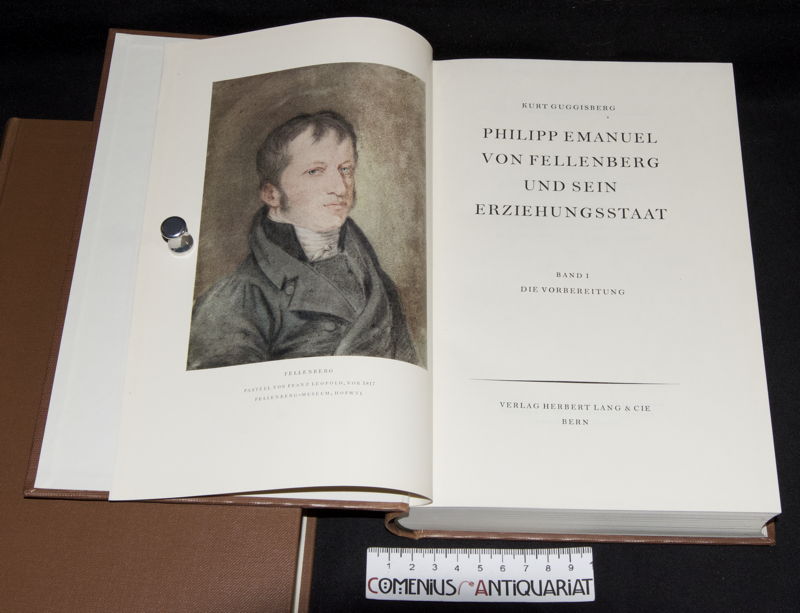 FELLENBERG
PASTELL VON FRANZ LEOPOLD, VOR 1817
FELLENBERG-MUSEUM, HOFWYL
KURT GUGGISBERG
PHILIPP EMANUEL
VON FELLENBERG
UND SEIN
ERZIEHUNGSSTAAT
BAND I
DIE VORBEREITUNG
VERLAG HERBERT LANG & CIE
BERN
1 2 3 4 5 6 7 8 9
COMENIUS ANTIQUARIAT